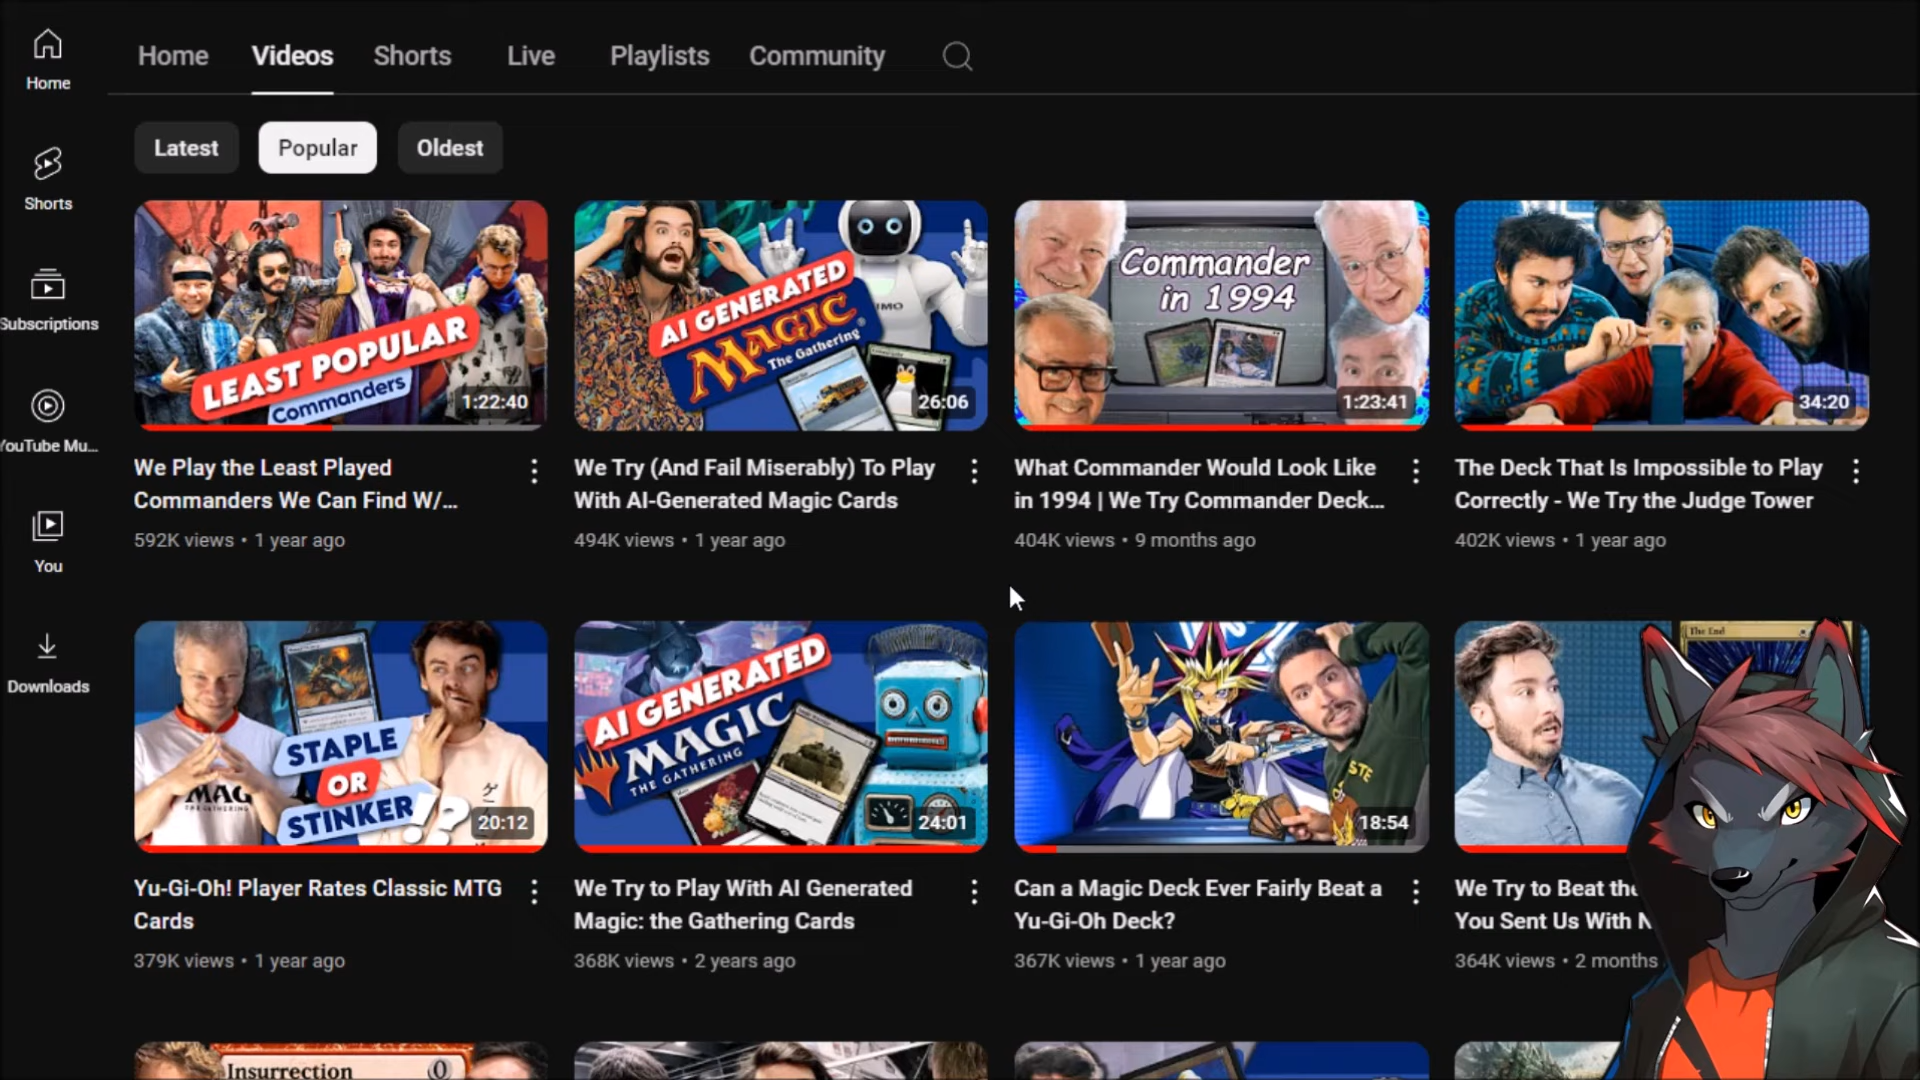 Home
Shorts
Subscriptions
YouTube Mu...
You
Downloads
Home Videos Shorts Live Playlists Community
Latest Popular Oldest
LEAST POPULAR
Commanders
1:22:40
We Play the Least Played
Commanders We Can Find W/...
592K views • 1 year ago
AI GENERATED
MAGIC
The Gathering
26:06
We Try (And Fail Miserably) To Play
With AI-Generated Magic Cards
494K views • 1 year ago
Commander
in 1994
1:23:41
What Commander Would Look Like
in 1994 | We Try Commander Deck...
404K views • 9 months ago
34:20
The Deck That Is Impossible to Play
Correctly - We Try the Judge Tower
402K views • 1 year ago
MAG
THE GATHERING
STAPLE
OR
STINKER!?
20:12
Yu-Gi-Oh! Player Rates Classic MTG
Cards
379K views • 1 year ago
AI GENERATED
MAGIC
THE GATHERING
24:01
We Try to Play With AI Generated
Magic: the Gathering Cards
368K views • 2 years ago
STE
18:54
Can a Magic Deck Ever Fairly Beat a
Yu-Gi-Oh Deck?
367K views • 1 year ago
The End
We Try to Beat the
You Sent Us With N
364K views • 2 months
Insurrection 0